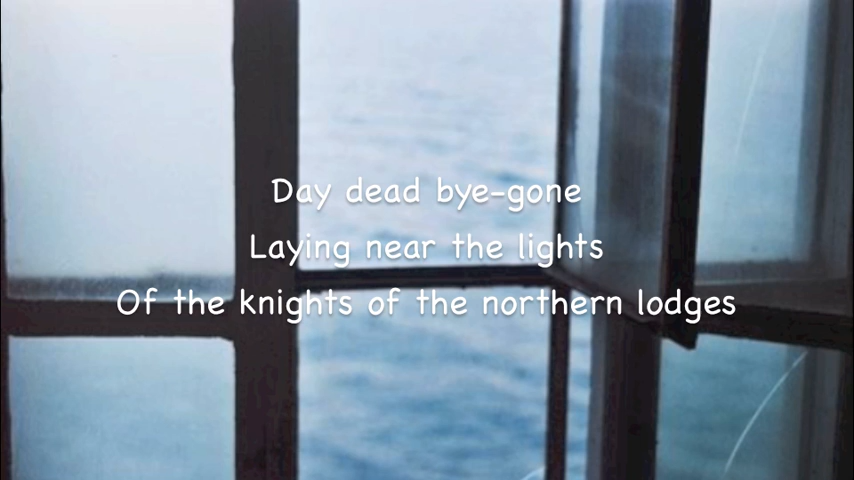 Day dead bye-gone
Laying near the lights
Of the knights of the northern lodges